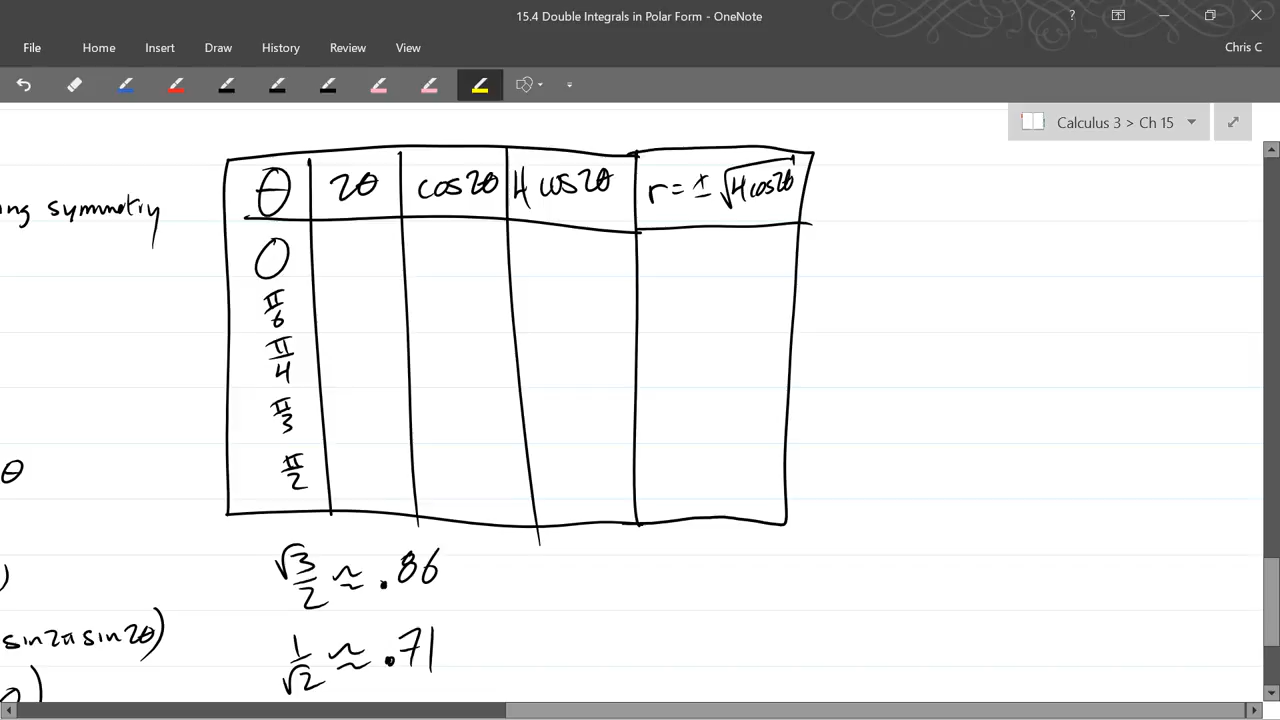 15.4 Double Integrals in Polar Form - OneNote
?
File Home Insert Draw History Review View
Chris C
Calculus 3 > Ch 15
θ 2θ cos2θ 4 cos2θ r = ± √4cos2θ
ng symmetry
0
π/6
π/4
π/3
π/2
θ
√3/2 ≈ .86
)
sin2π sin2θ)
1/√2 ≈ .71
)